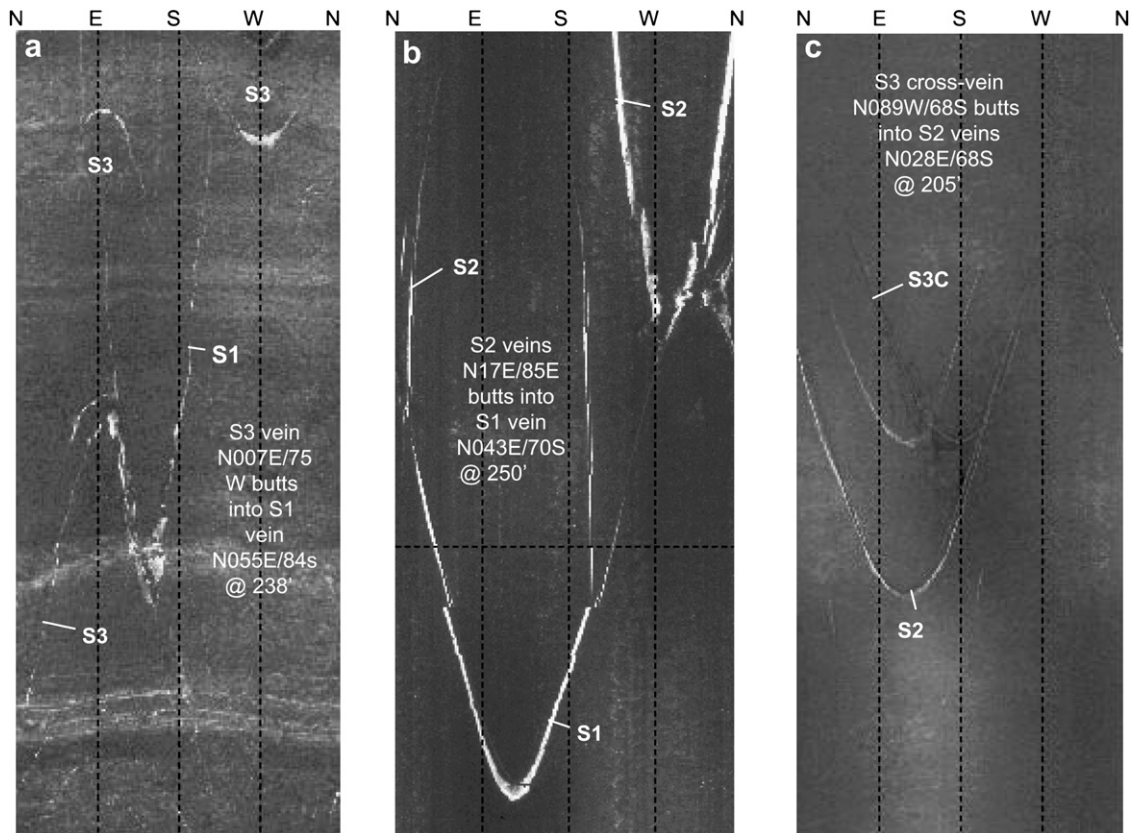 N E S W N
N E S W N
N E S W N
a
S3
S3
S1
S3 vein
N007E/75
W butts
into S1
vein
N055E/84s
@ 238'
S3
b
S2
S2
S2 veins
N17E/85E
butts into
S1 vein
N043E/70S
@ 250'
S1
c
S3 cross-vein
N089W/68S butts
into S2 veins
N028E/68S
@ 205'
S3C
S2